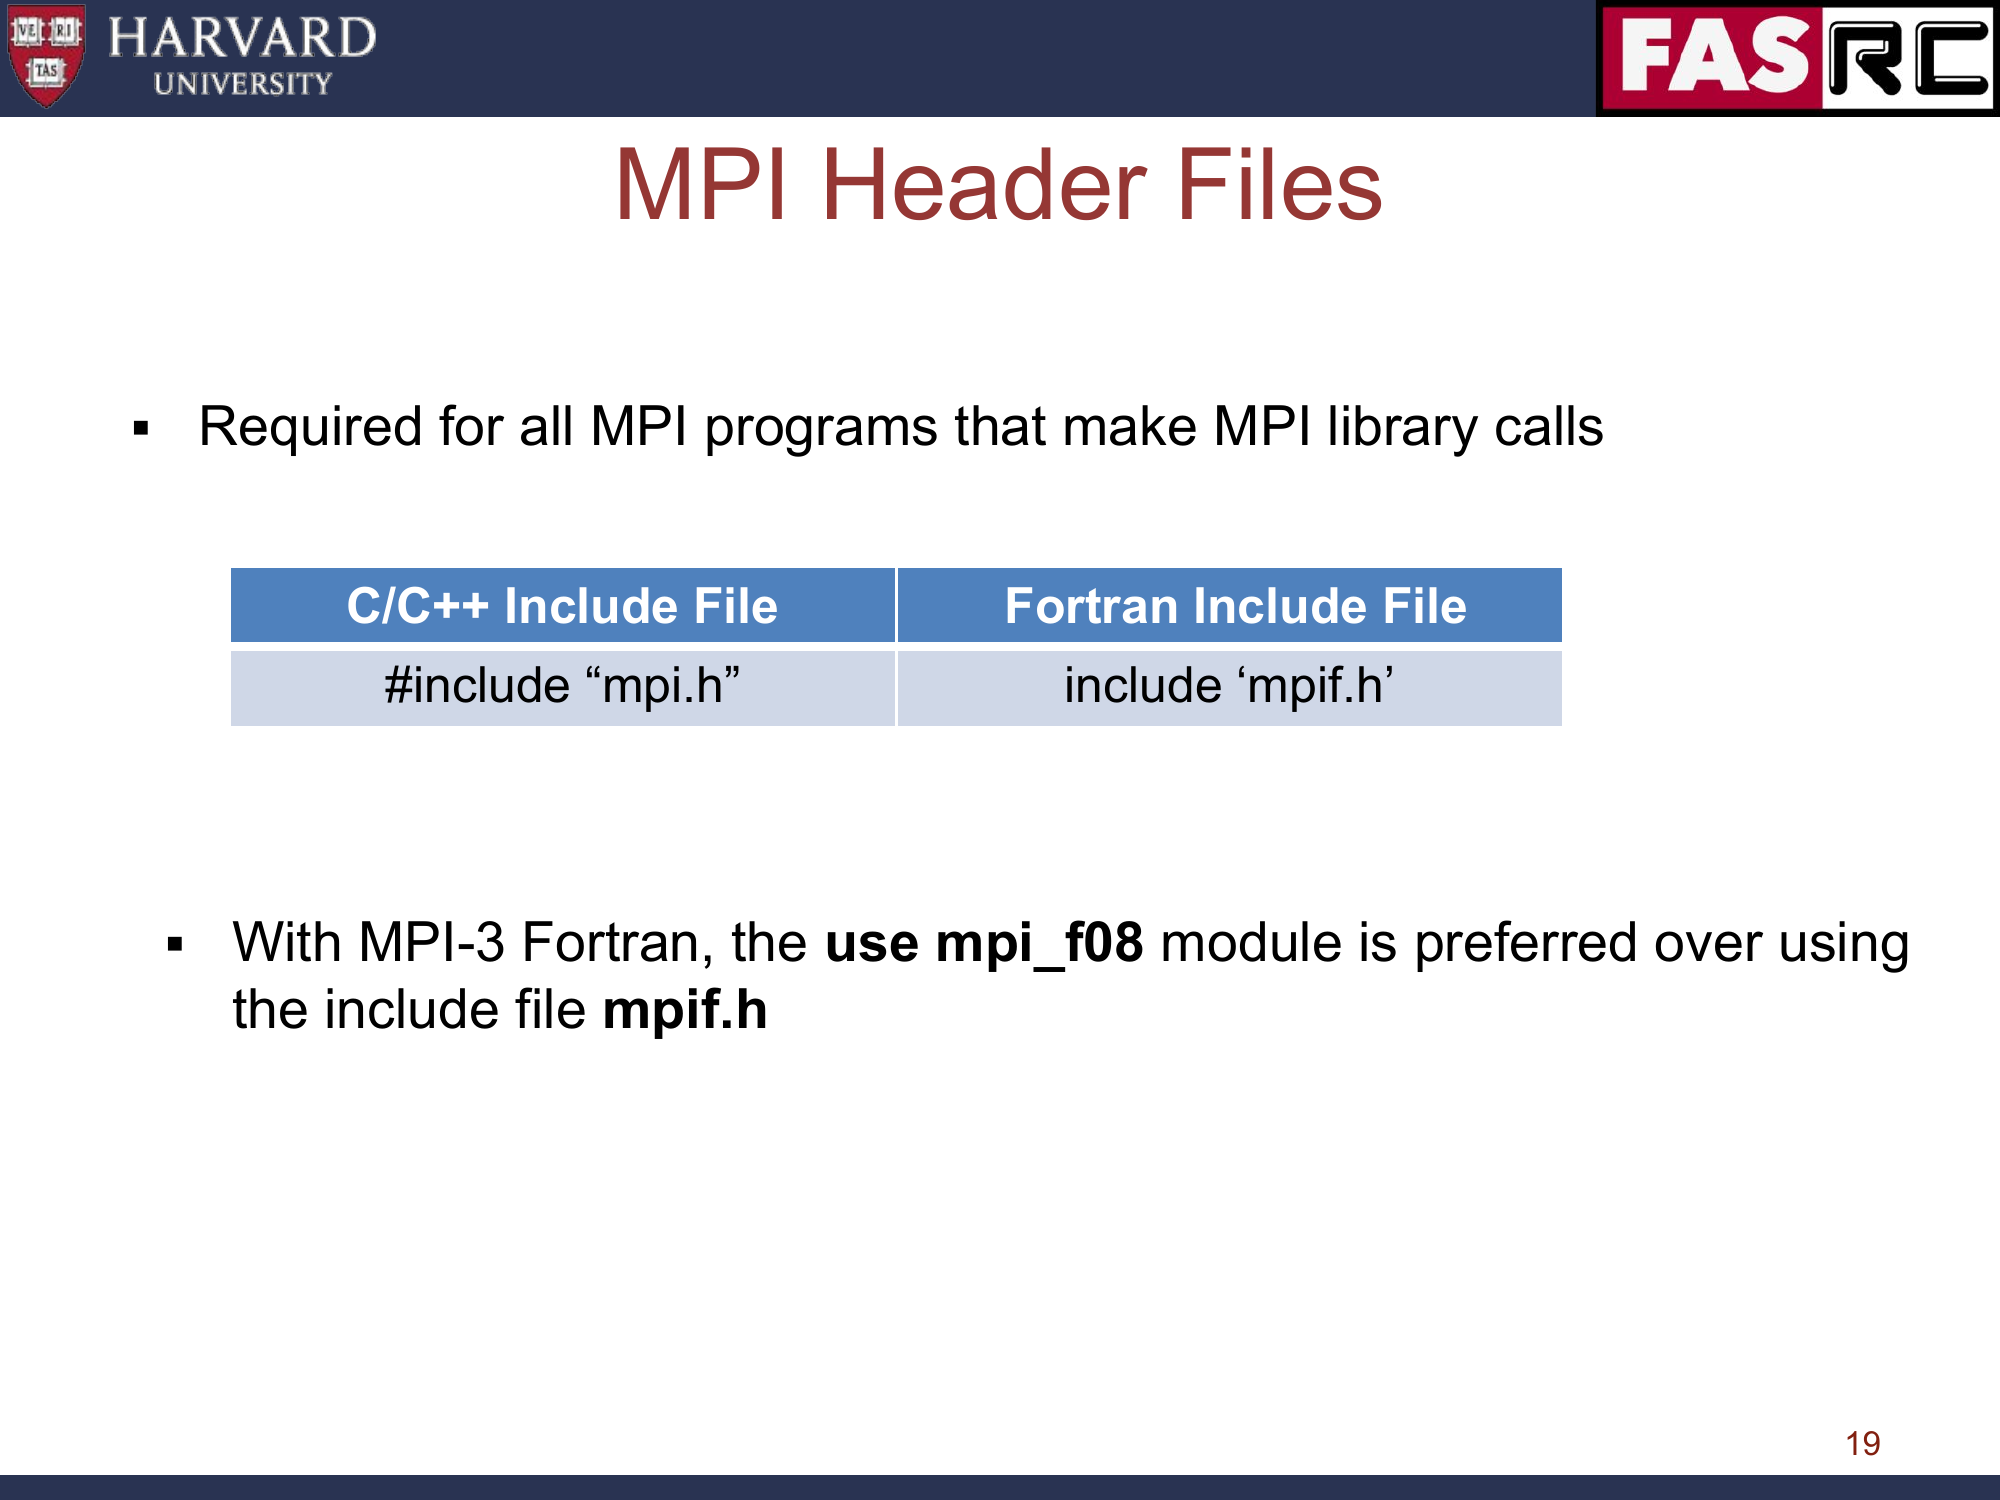 VE RI
TAS
HARVARD
UNIVERSITY
FASRC
MPI Header Files
▪ Required for all MPI programs that make MPI library calls
C/C++ Include File Fortran Include File
#include “mpi.h” include ‘mpif.h’
▪ With MPI-3 Fortran, the use mpi_f08 module is preferred over using
the include file mpif.h
19